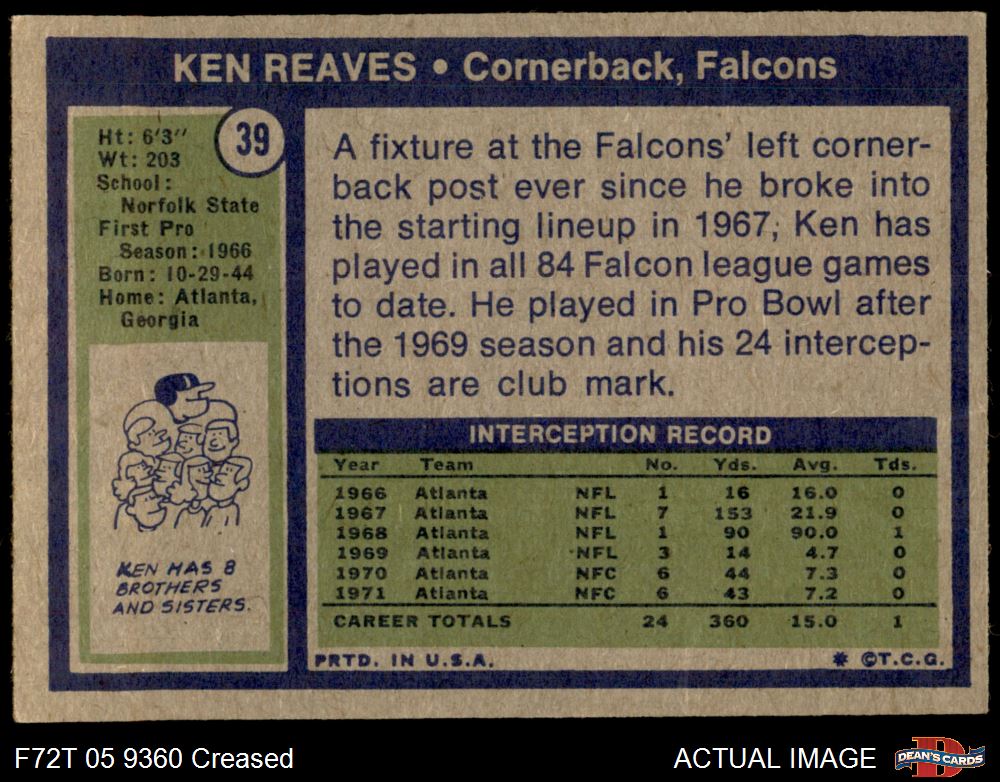 KEN REAVES • Cornerback, Falcons
39
Ht: 6'3"
Wt: 203
School:
Norfolk State
First Pro
Season: 1966
Born: 10-29-44
Home: Atlanta,
Georgia
KEN HAS 8
BROTHERS
AND SISTERS.
A fixture at the Falcons' left corner-
back post ever since he broke into
the starting lineup in 1967, Ken has
played in all 84 Falcon league games
to date. He played in Pro Bowl after
the 1969 season and his 24 intercep-
tions are club mark.
INTERCEPTION RECORD
Year Team No. Yds. Avg. Tds.
1966 Atlanta NFL 1 16 16.0 0
1967 Atlanta NFL 7 153 21.9 0
1968 Atlanta NFL 1 90 90.0 1
1969 Atlanta NFL 3 14 4.7 0
1970 Atlanta NFC 6 44 7.3 0
1971 Atlanta NFC 6 43 7.2 0
CAREER TOTALS 24 360 15.0 1
PRTD. IN U.S.A. * ©T.C.G.
F72T 05 9360 Creased
ACTUAL IMAGE
D
DEAN'S CARDS